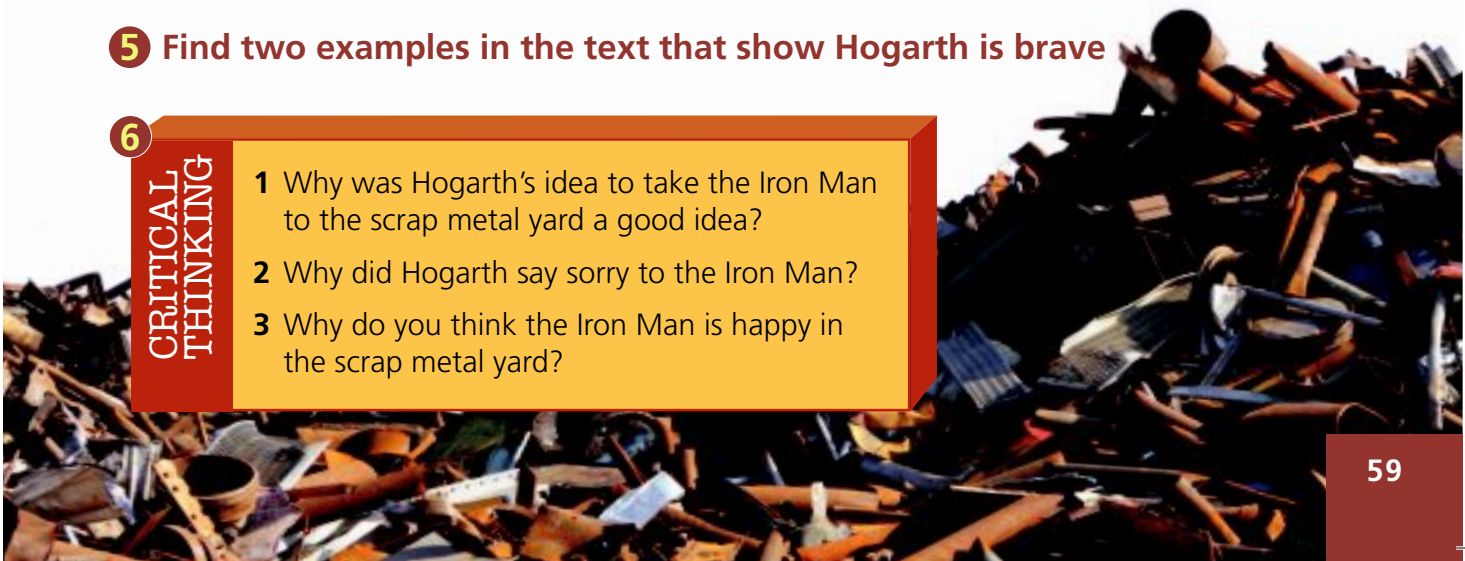 5 Find two examples in the text that show Hogarth is brave
6
CRITICAL
THINKING
1 Why was Hogarth’s idea to take the Iron Man
to the scrap metal yard a good idea?
2 Why did Hogarth say sorry to the Iron Man?
3 Why do you think the Iron Man is happy in
the scrap metal yard?
59